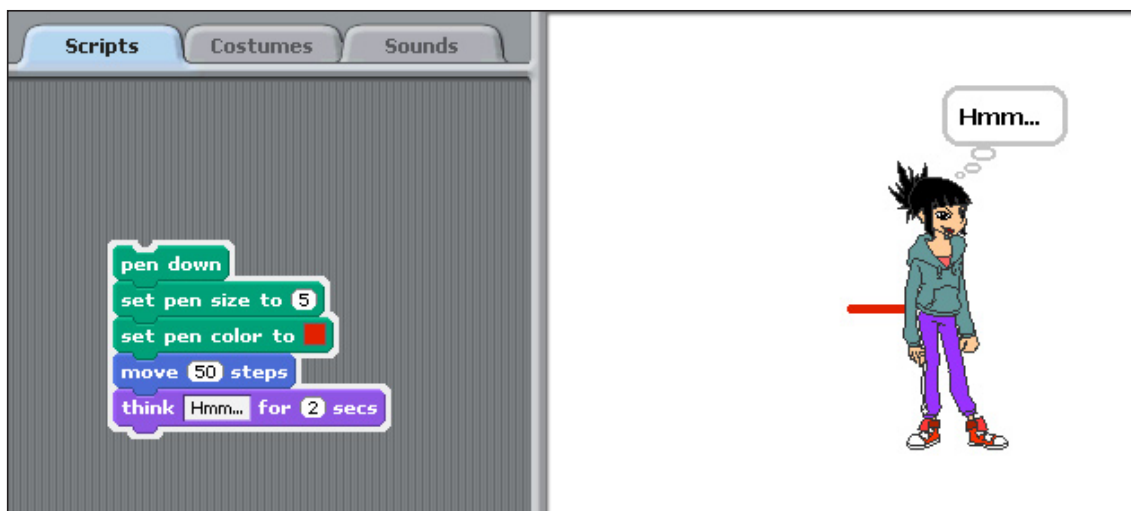 Scripts Costumes Sounds
Hmm...
pen down
set pen size to 5
set pen color to
move 50 steps
think Hmm... for 2 secs